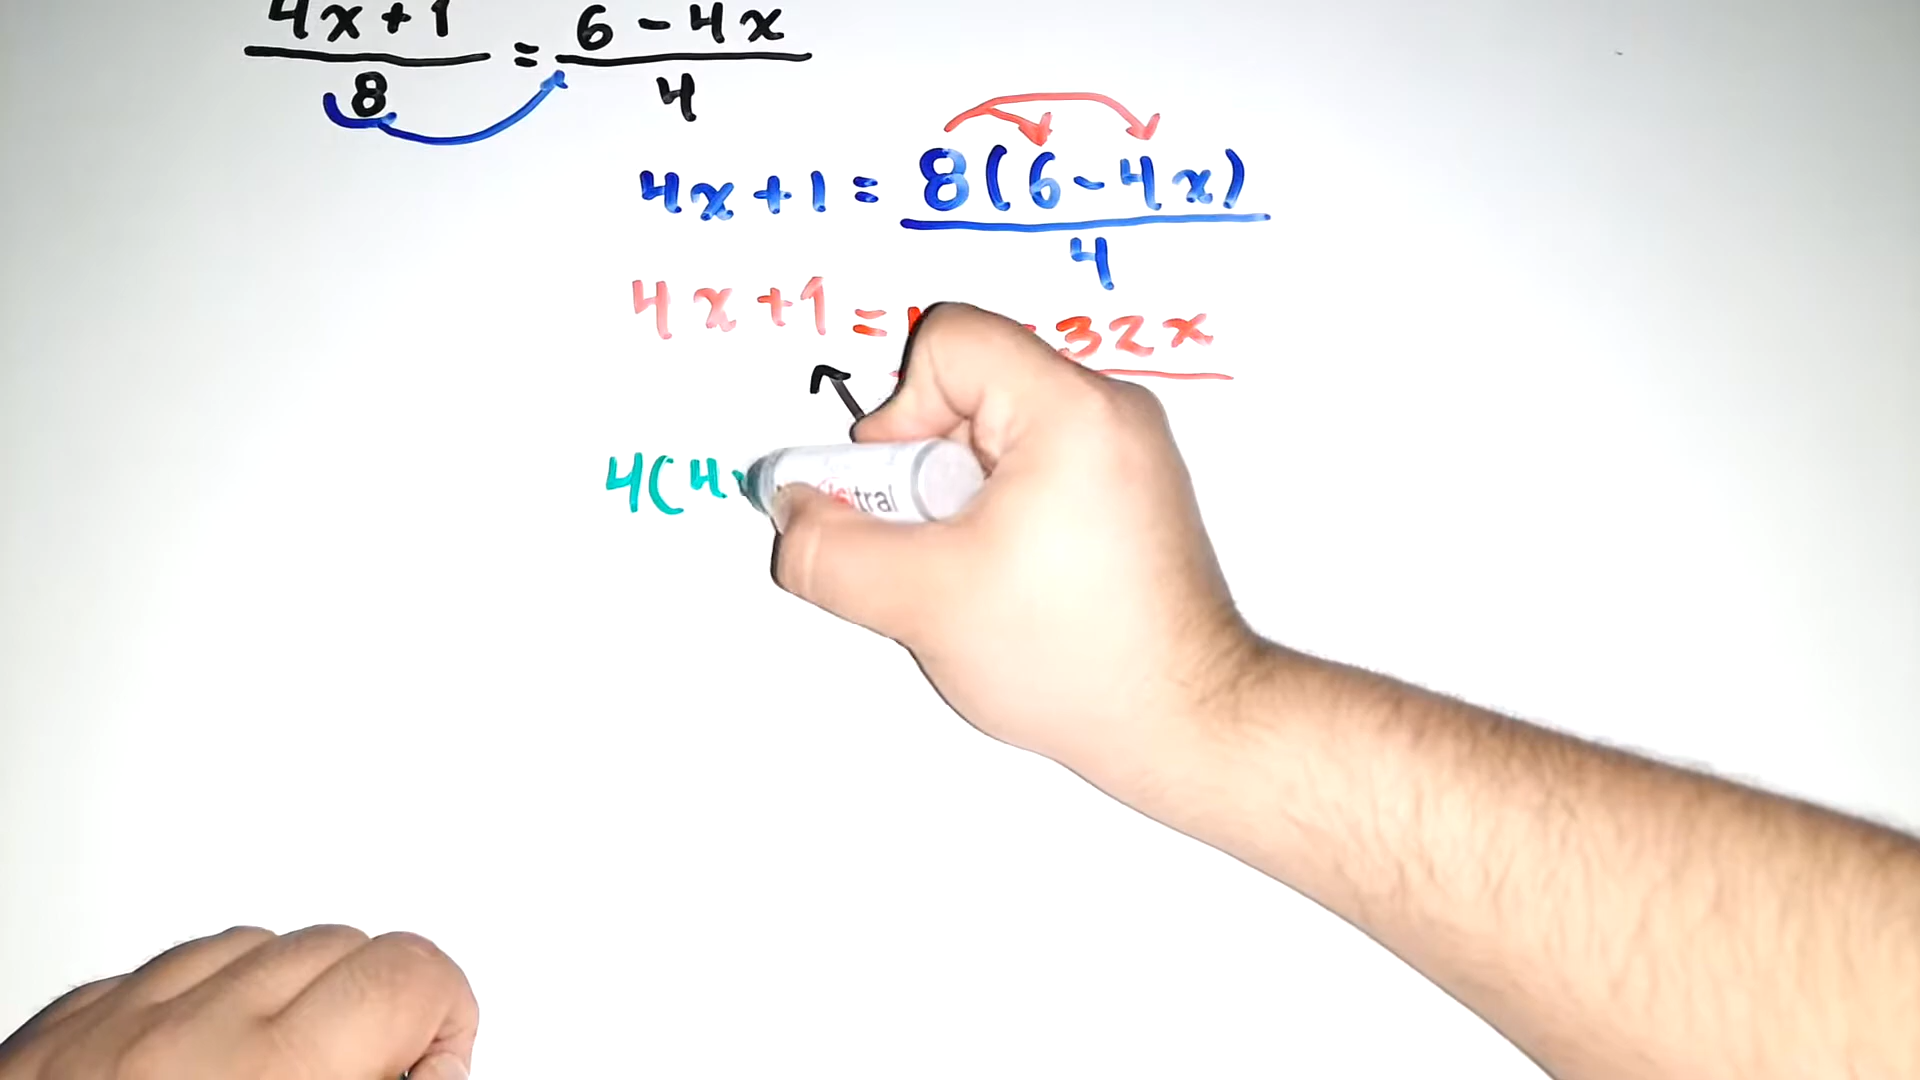 4x+1 = 6-4x
8 4
4x+1 = 8(6-4x)
4
4x+1 = 32x
4(4
tral